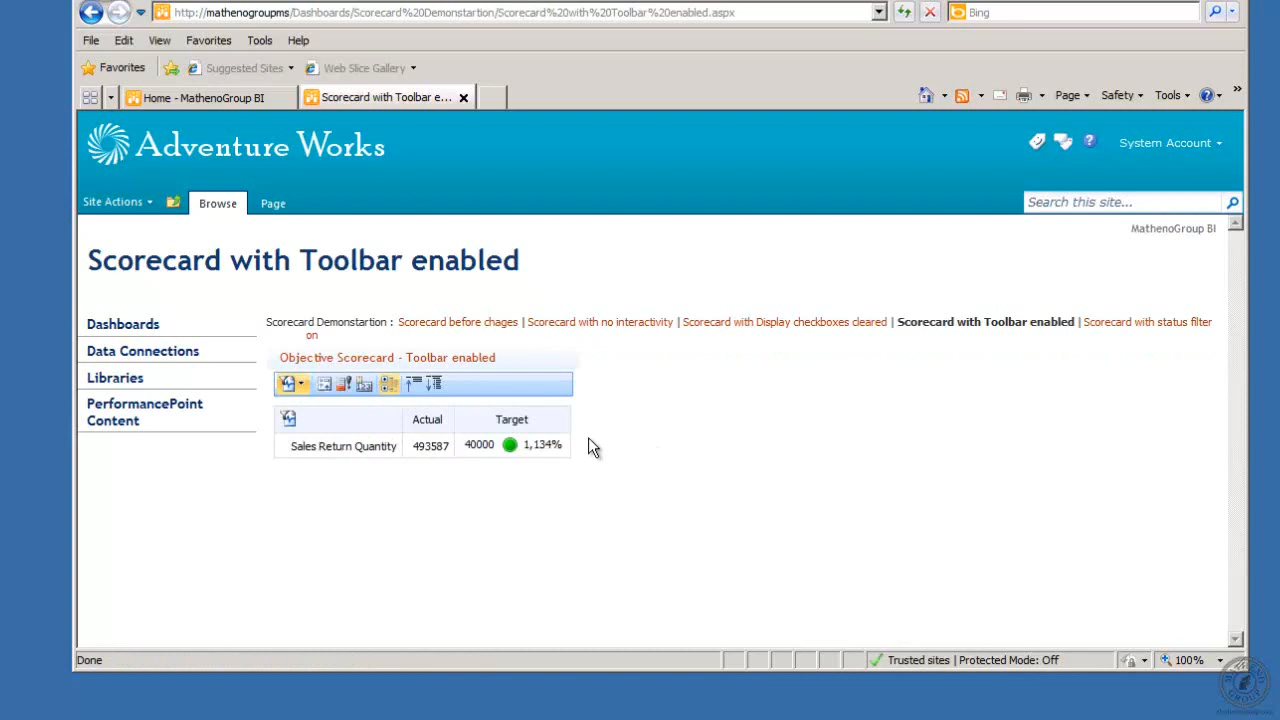 http://mathenogroupms/Dashboards/Scorecard%20Demonstartion/Scorecard%20with%20Toolbar%20enabled.aspx
Bing
File Edit View Favorites Tools Help
Favorites Suggested Sites Web Slice Gallery
Home - MathenoGroup BI Scorecard with Toolbar e... Page Safety Tools
Adventure Works
System Account
Site Actions Browse Page Search this site...
MathenoGroup BI
Scorecard with Toolbar enabled
Dashboards
Data Connections
Libraries
PerformancePoint
Content
Scorecard Demonstartion : Scorecard before chages | Scorecard with no interactivity | Scorecard with Display checkboxes cleared | Scorecard with Toolbar enabled | Scorecard with status filter
on
Objective Scorecard - Toolbar enabled
Actual Target
Sales Return Quantity 493587 40000 1,134%
Done Trusted sites | Protected Mode: Off 100%